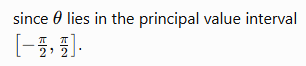 since θ lies in the principal value interval
[−π/2, π/2].